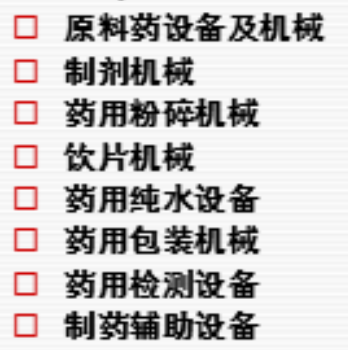 原料药设备及机械
制剂机械
药用粉碎机械
饮片机械
药用纯水设备
药用包装机械
药用检测设备
制药辅助设备